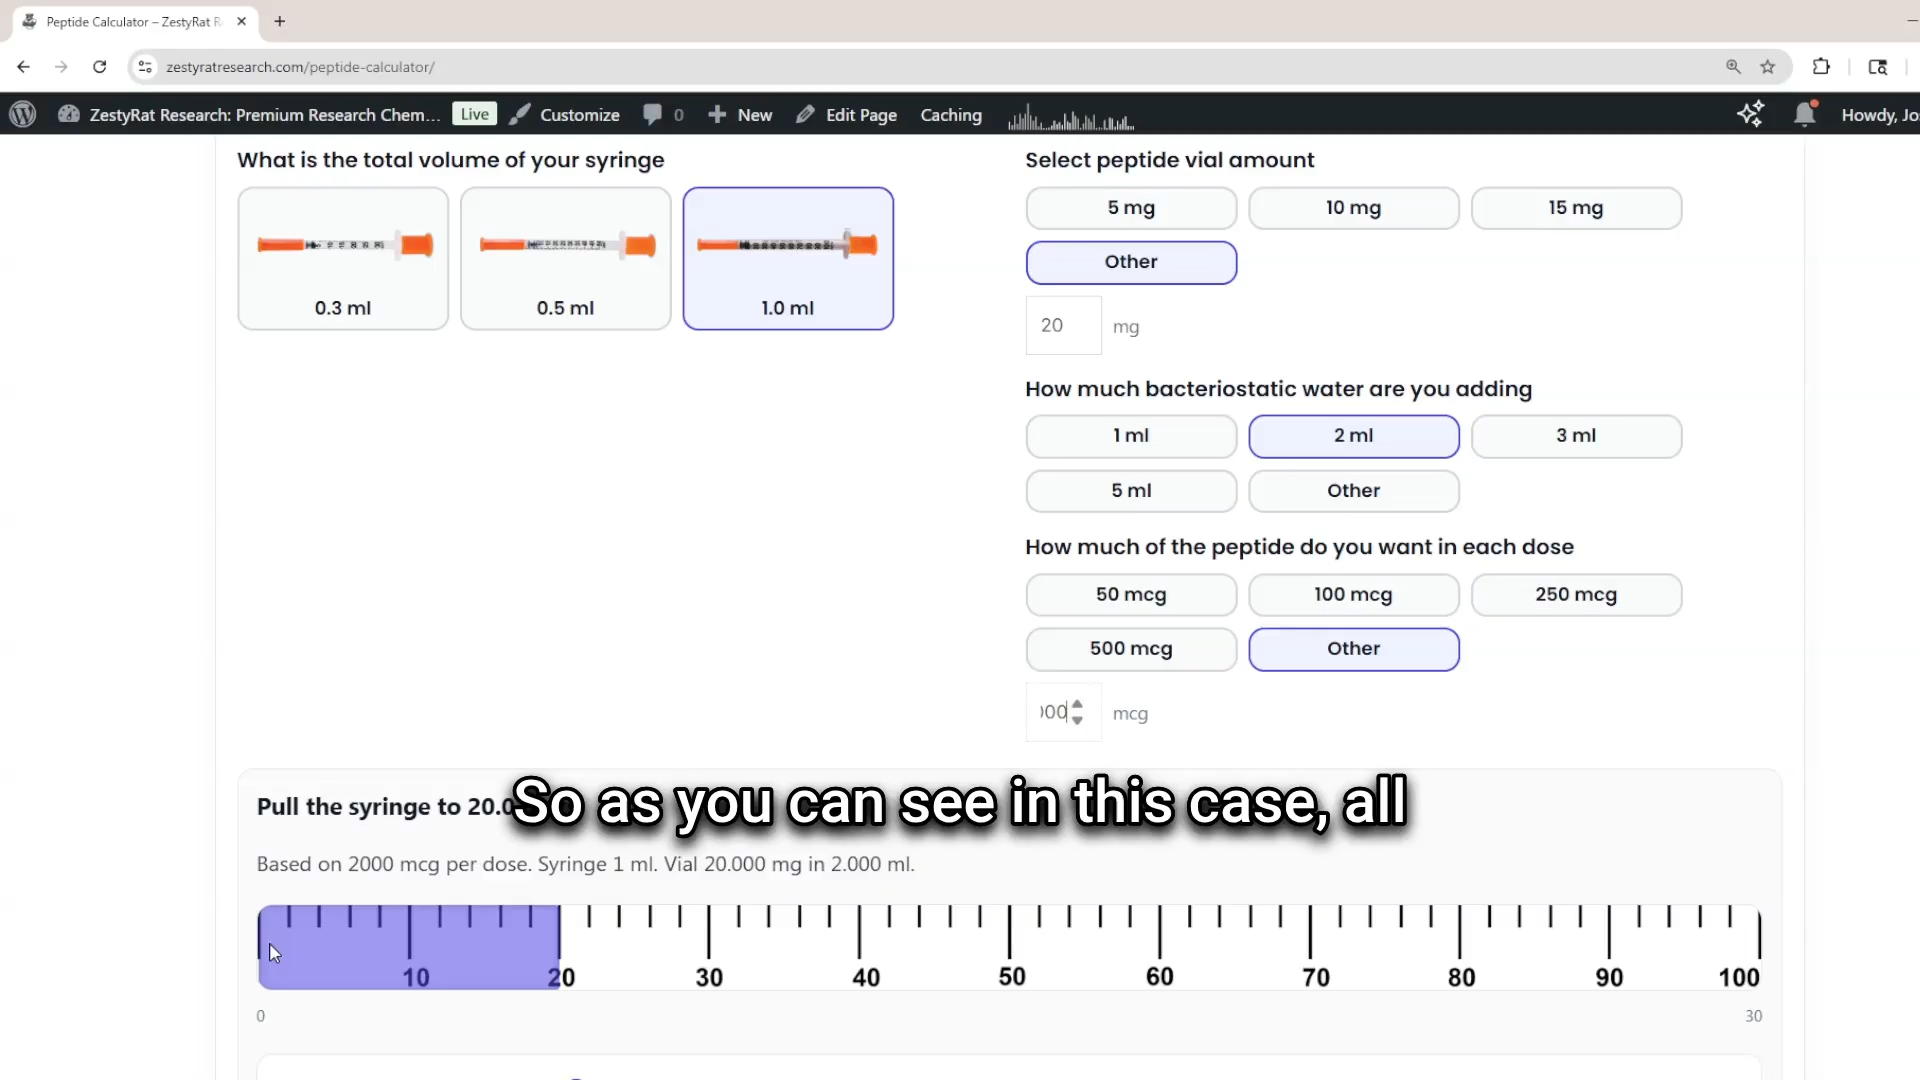 Peptide Calculator – ZestyRat R
zestyratresearch.com/peptide-calculator/
ZestyRat Research: Premium Research Chem... Live Customize 0 New Edit Page Caching Howdy, Jo
What is the total volume of your syringe
0.3 ml 0.5 ml 1.0 ml
Select peptide vial amount
5 mg 10 mg 15 mg
Other
20 mg
How much bacteriostatic water are you adding
1 ml 2 ml 3 ml
5 ml Other
How much of the peptide do you want in each dose
50 mcg 100 mcg 250 mcg
500 mcg Other
000 mcg
Pull the syringe to 20.0
So as you can see in this case, all
Based on 2000 mcg per dose. Syringe 1 ml. Vial 20.000 mg in 2.000 ml.
10 20 30 40 50 60 70 80 90 100
0 30